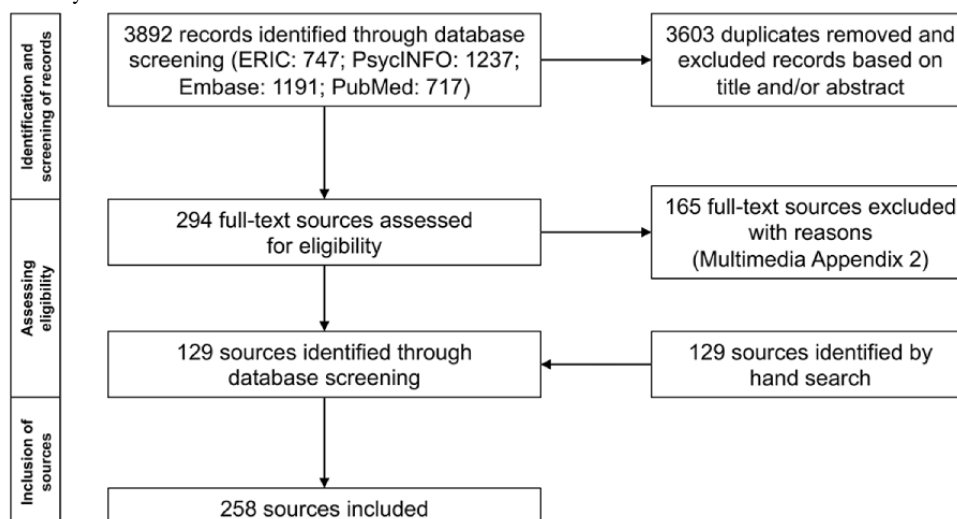 Identification and
screening of records
3892 records identified through database
screening (ERIC: 747; PsycINFO: 1237;
Embase: 1191; PubMed: 717)
3603 duplicates removed and
excluded records based on
title and/or abstract
Assessing
eligibility
294 full-text sources assessed
for eligibility
165 full-text sources excluded
with reasons
(Multimedia Appendix 2)
129 sources identified through
database screening
129 sources identified by
hand search
Inclusion of
sources
258 sources included